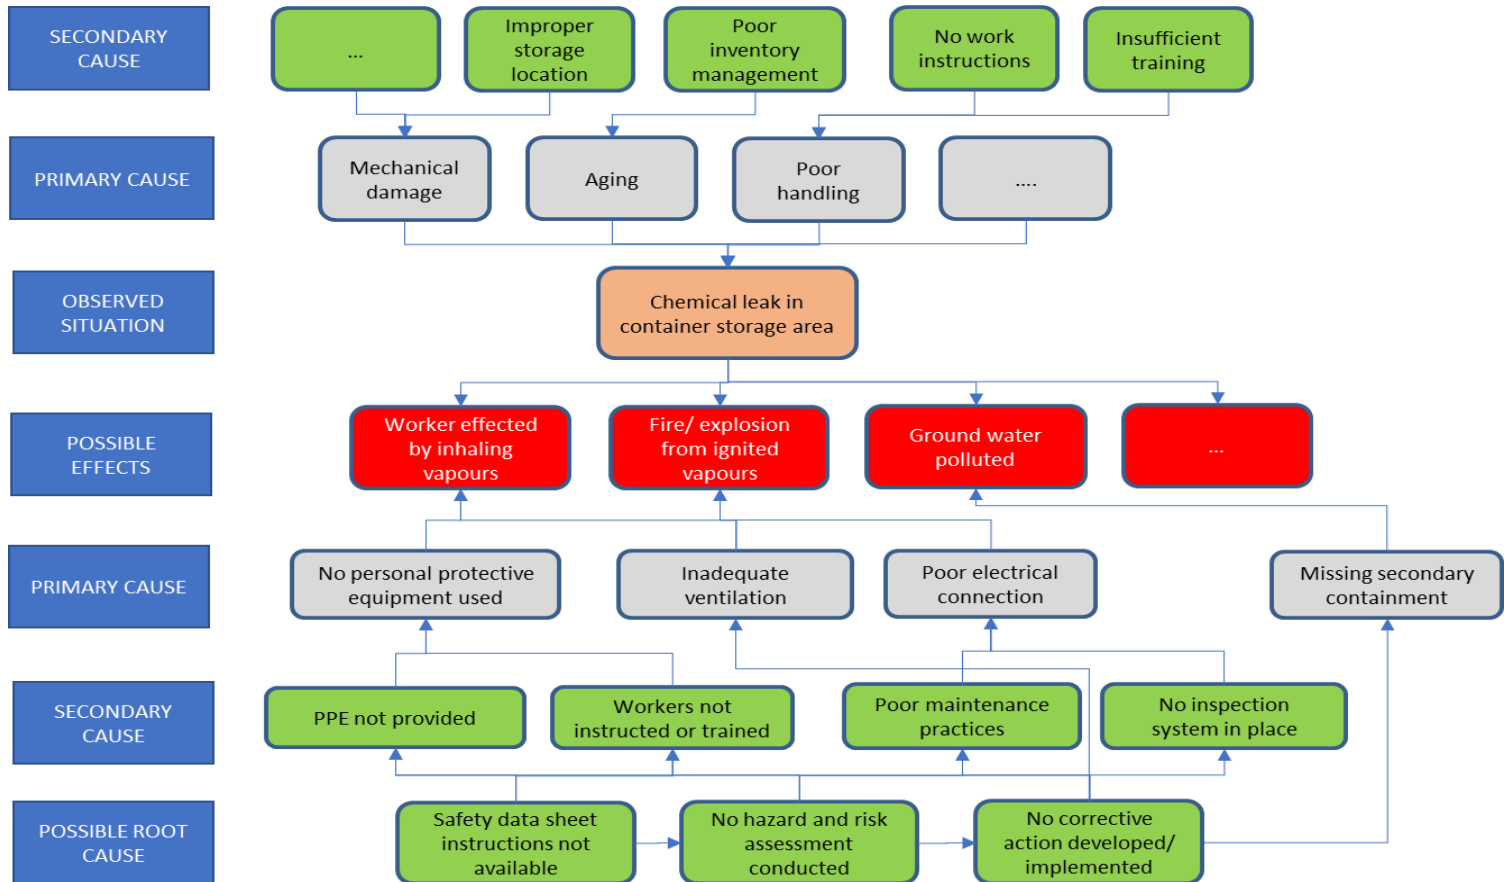 SECONDARY
CAUSE
...
Improper
storage
location
Poor
inventory
management
No work
instructions
Insufficient
training
PRIMARY CAUSE
Mechanical
damage
Aging
Poor
handling
....
OBSERVED
SITUATION
Chemical leak in
container storage area
POSSIBLE
EFFECTS
Worker effected
by inhaling
vapours
Fire/ explosion
from ignited
vapours
Ground water
polluted
...
PRIMARY CAUSE
No personal protective
equipment used
Inadequate
ventilation
Poor electrical
connection
Missing secondary
containment
SECONDARY
CAUSE
PPE not provided
Workers not
instructed or trained
Poor maintenance
practices
No inspection
system in place
POSSIBLE ROOT
CAUSE
Safety data sheet
instructions not
available
No hazard and risk
assessment
conducted
No corrective
action developed/
implemented